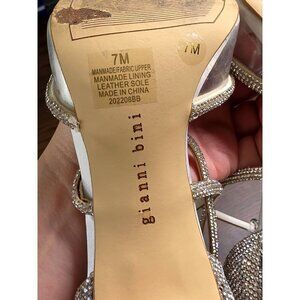 7M
MANMADE/FABRIC UPPER
MANMADE LINING
LEATHER SOLE
MADE IN CHINA
202208BB
7M
gianni bini